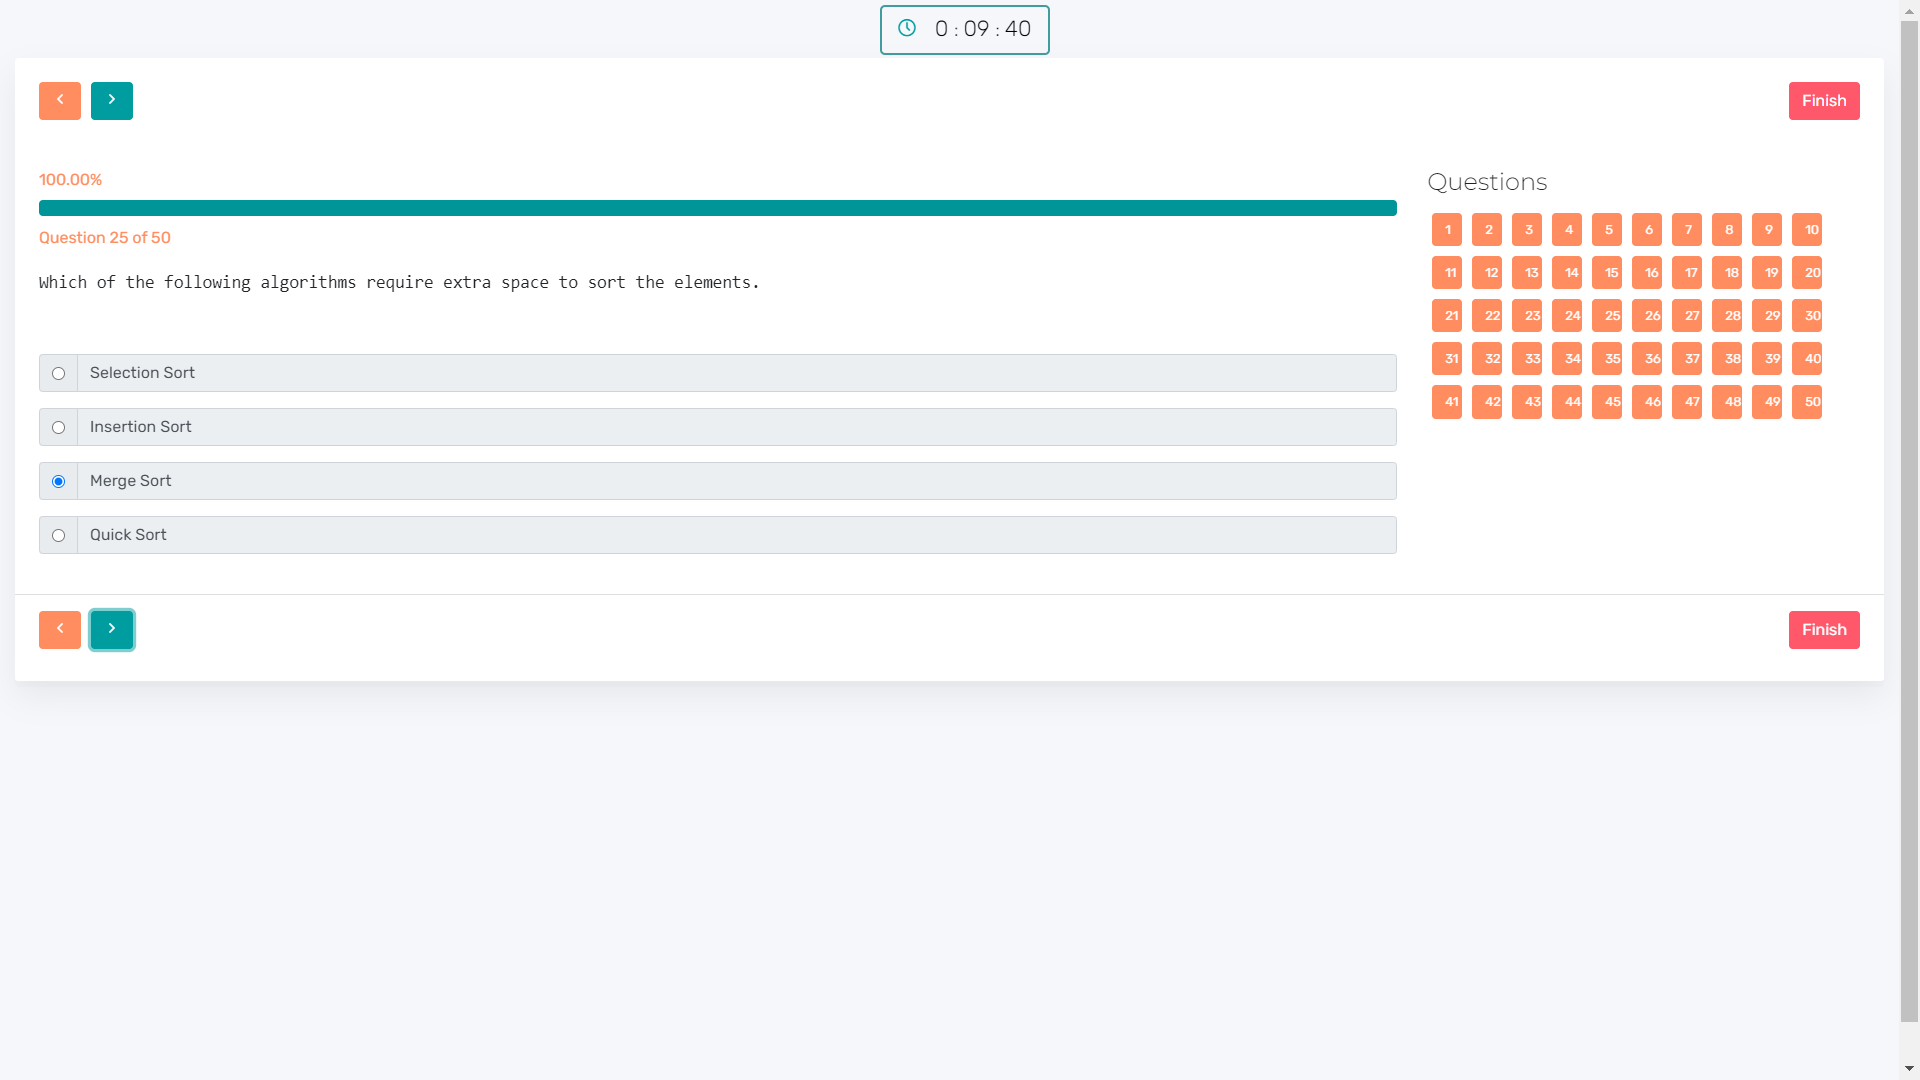 0 : 09 : 40
Finish
100.00%
Question 25 of 50
Which of the following algorithms require extra space to sort the elements.
Selection Sort
Insertion Sort
Merge Sort
Quick Sort
Questions
1 2 3 4 5 6 7 8 9 10
11 12 13 14 15 16 17 18 19 20
21 22 23 24 25 26 27 28 29 30
31 32 33 34 35 36 37 38 39 40
41 42 43 44 45 46 47 48 49 50
Finish